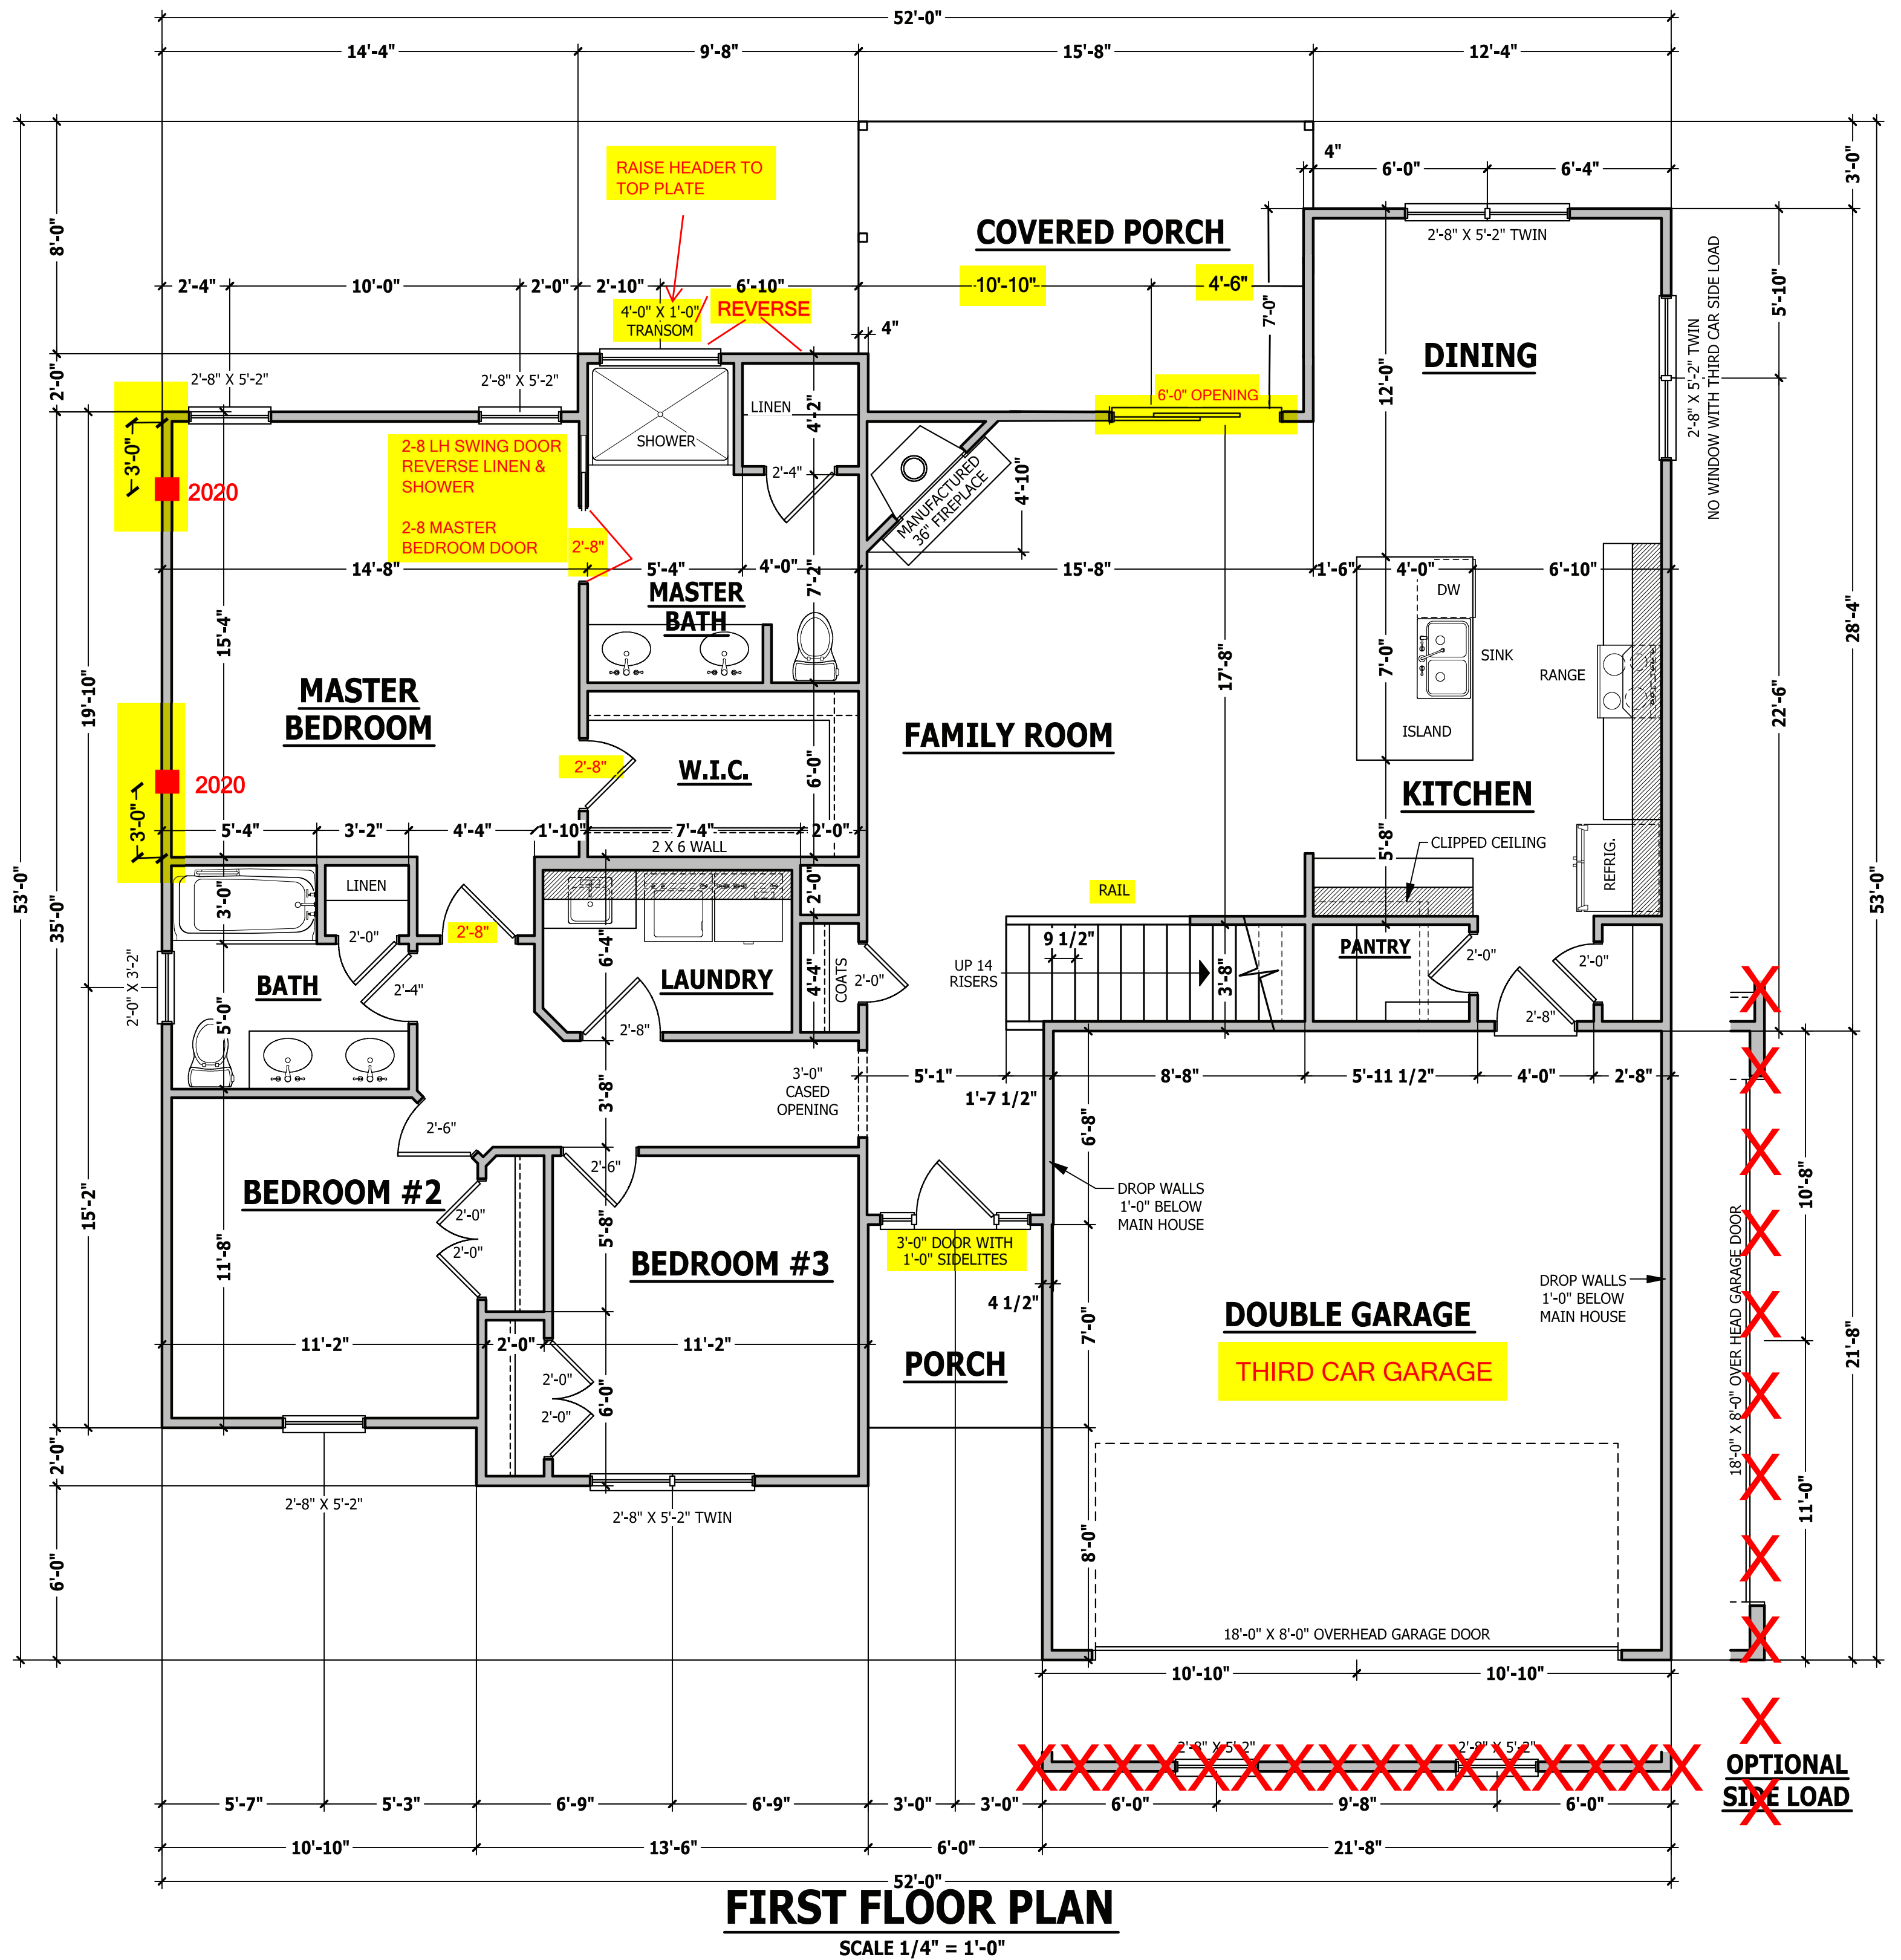 52'-0"
14'-4"
9'-8"
15'-8"
12'-4"
4"
6'-0"
6'-4"
3'-0"
RAISE HEADER TO
TOP PLATE
8'-0"
COVERED PORCH
2'-8" X 5'-2" TWIN
2'-4"
10'-0"
2'-0"
2'-10"
6'-10"
10'-10"
4'-6"
7'-0"
5'-10"
4'-0" X 1'-0"
TRANSOM
REVERSE
4"
2'-8" X 5'-2" TWIN
NO WINDOW WITH THIRD CAR SIDE LOAD
DINING
2'-0"
2'-8" X 5'-2"
2'-8" X 5'-2"
6'-0" OPENING
12'-0"
LINEN
4'-2"
SHOWER
3'-0"
2020
2-8 LH SWING DOOR
REVERSE LINEN &
SHOWER
2-8 MASTER
BEDROOM DOOR
2'-8"
2'-4"
MANUFACTURED
36" FIREPLACE
4'-10"
14'-8"
5'-4"
4'-0"
7'-2"
15'-8"
1'-6"
4'-0"
6'-10"
DW
MASTER
BATH
15'-4"
17'-8"
7'-0"
SINK
RANGE
28'-4"
53'-0"
35'-0"
19'-10"
MASTER
BEDROOM
FAMILY ROOM
ISLAND
22'-6"
53'-0"
2'-8"
W.I.C.
6'-0"
KITCHEN
2020
3'-0"
5'-4"
3'-2"
4'-4"
1'-10"
7'-4"
2'-0"
2 X 6 WALL
5'-8"
CLIPPED CEILING
REFRIG.
LINEN
3'-0"
2'-0"
RAIL
2'-0"
2'-8"
6'-4"
9 1/2"
PANTRY
2'-0"
2'-0"
BATH
2'-0" X 3'-2"
2'-4"
LAUNDRY
4'-4"
COATS
2'-0"
UP 14
RISERS
3'-8"
5'-0"
2'-8"
2'-8"
3'-0"
CASED
OPENING
5'-1"
1'-7 1/2"
8'-8"
5'-11 1/2"
4'-0"
2'-8"
3'-8"
6'-8"
2'-6"
2'-6"
BEDROOM #2
2'-0"
2'-0"
DROP WALLS
1'-0" BELOW
MAIN HOUSE
15'-2"
11'-8"
5'-8"
BEDROOM #3
3'-0" DOOR WITH
1'-0" SIDELITES
4 1/2"
DROP WALLS
1'-0" BELOW
MAIN HOUSE
10'-8"
18'-0" X 8'-0" OVER HEAD GARAGE DOOR
DOUBLE GARAGE
THIRD CAR GARAGE
7'-0"
21'-8"
11'-2"
2'-0"
11'-2"
PORCH
2'-0"
2'-0"
6'-0"
2'-0"
2'-8" X 5'-2"
2'-8" X 5'-2" TWIN
11'-0"
8'-0"
6'-0"
18'-0" X 8'-0" OVERHEAD GARAGE DOOR
10'-10"
10'-10"
X
X
X
X
X
X
X
X
X
X
X
2'-8" X 5'-2"
2'-8" X 5'-2"
XXXXXXXXXXXXXXXX
OPTIONAL
SIDE LOAD
5'-7"
5'-3"
6'-9"
6'-9"
3'-0"
3'-0"
6'-0"
9'-8"
6'-0"
10'-10"
13'-6"
6'-0"
21'-8"
52'-0"
FIRST FLOOR PLAN
SCALE 1/4" = 1'-0"